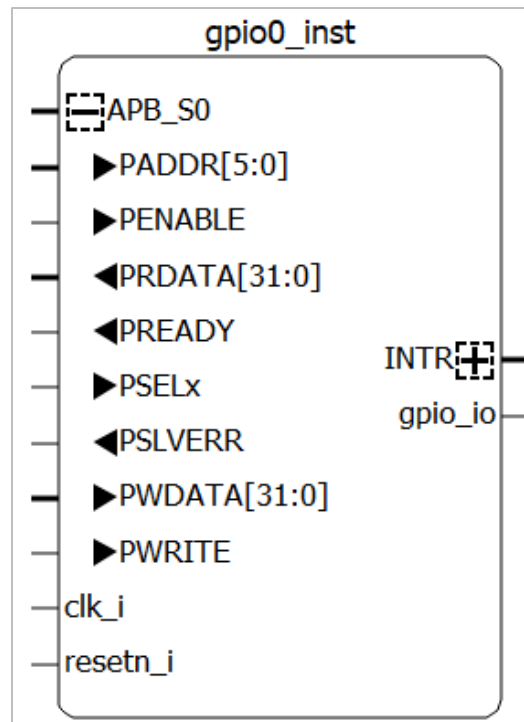 gpio0_inst
APB_S0
PADDR[5:0]
PENABLE
PRDATA[31:0]
PREADY
PSELx
PSLVERR
PWDATA[31:0]
PWRITE
clk_i
resetn_i
INTR
gpio_io